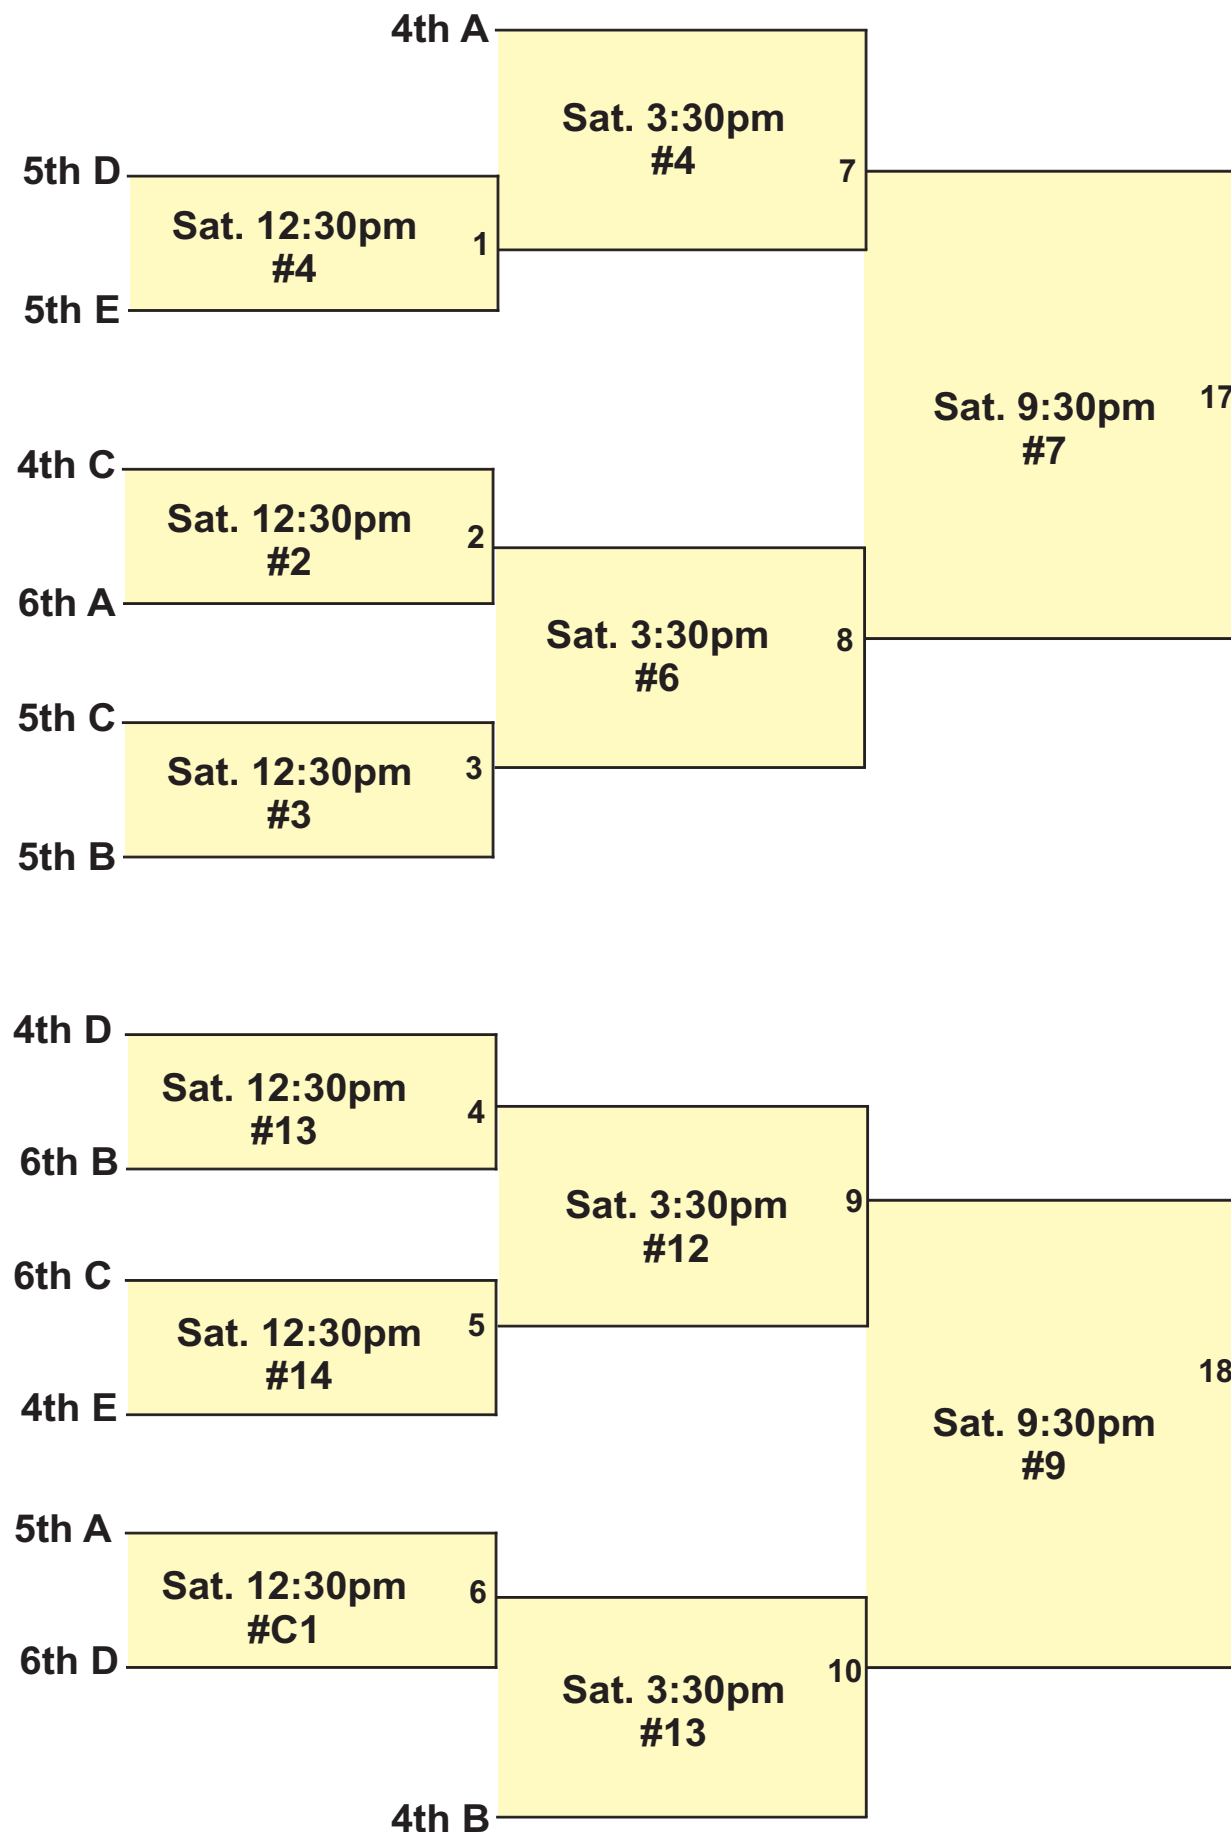 4th A
Sat. 3:30pm
#4
7
5th D
Sat. 12:30pm
#4
1
5th E
Sat. 9:30pm
#7
17
4th C
Sat. 12:30pm
#2
2
6th A
Sat. 3:30pm
#6
8
5th C
Sat. 12:30pm
#3
3
5th B
4th D
Sat. 12:30pm
#13
4
6th B
Sat. 3:30pm
#12
9
6th C
Sat. 12:30pm
#14
5
4th E
Sat. 9:30pm
#9
18
5th A
Sat. 12:30pm
#C1
6
6th D
Sat. 3:30pm
#13
10
4th B